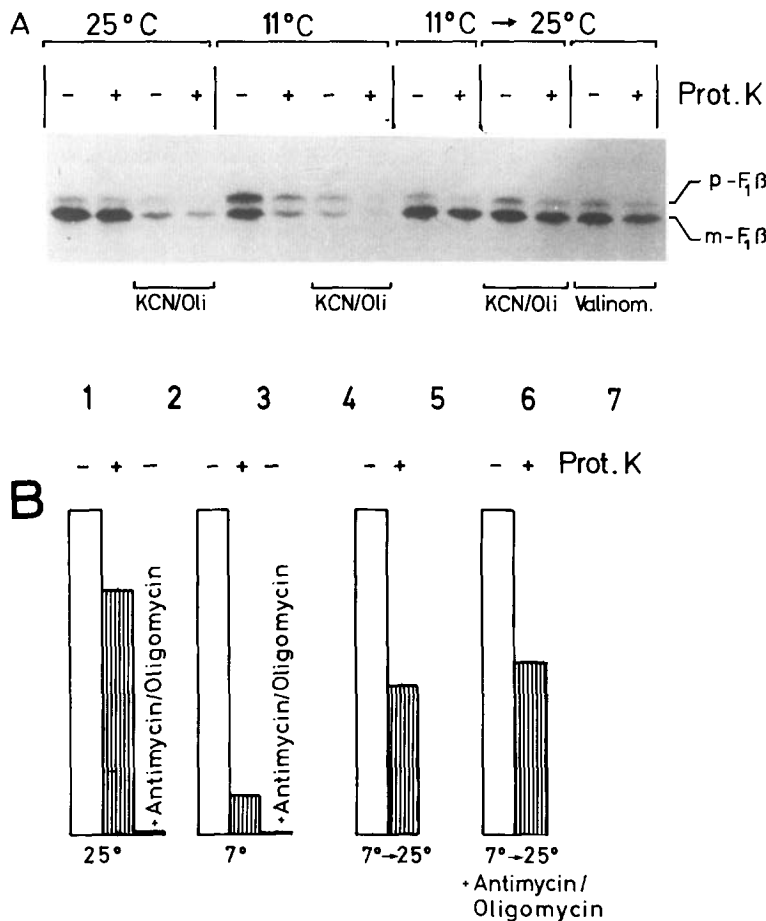 A 25°C 11°C 11°C → 25°C
− + − + − + − + − + − + − + Prot. K
p-F₁β
m-F₁β
KCN/Oli KCN/Oli KCN/Oli Valinom.
1 2 3 4 5 6 7
− + − − + − − + − + Prot. K
B
+ Antimycin/Oligomycin
+ Antimycin/Oligomycin
25° 7° 7°→25° 7°→25°
+ Antimycin/
Oligomycin